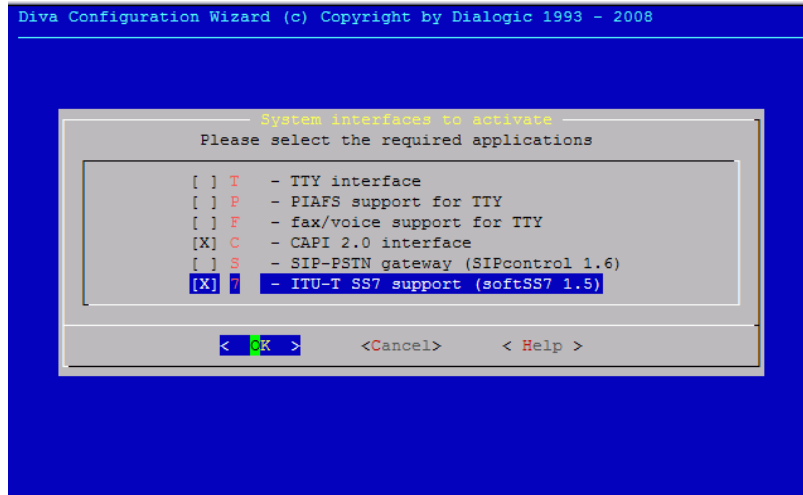 Diva Configuration Wizard (c) Copyright by Dialogic 1993 - 2008
System interfaces to activate
Please select the required applications
[ ] T - TTY interface
[ ] P - PIAFS support for TTY
[ ] F - fax/voice support for TTY
[X] C - CAPI 2.0 interface
[ ] S - SIP-PSTN gateway (SIPcontrol 1.6)
[X] 7 - ITU-T SS7 support (softSS7 1.5)
< OK > <Cancel> < Help >